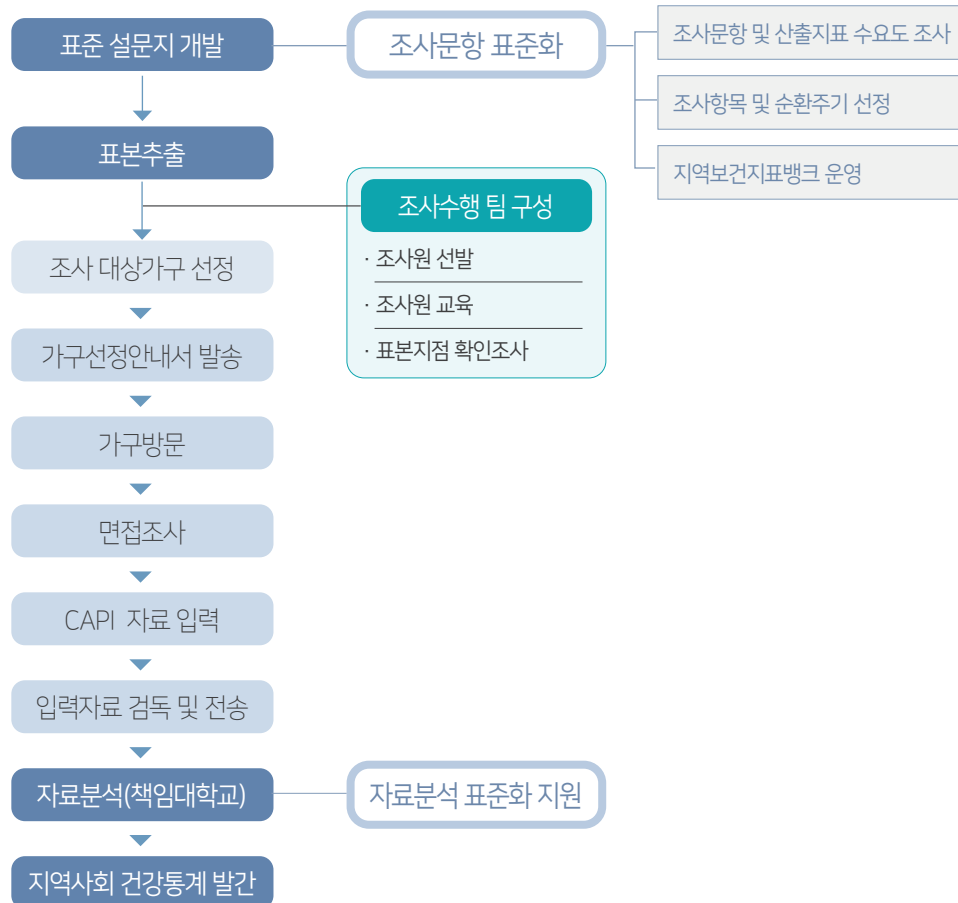 표준 설문지 개발
조사문항 표준화
조사문항 및 산출지표 수요도 조사
조사항목 및 순환주기 선정
지역보건지표뱅크 운영
표본추출
조사수행 팀 구성
· 조사원 선발
· 조사원 교육
· 표본지점 확인조사
조사 대상가구 선정
가구선정안내서 발송
가구방문
면접조사
CAPI 자료 입력
입력자료 검독 및 전송
자료분석(책임대학교)
자료분석 표준화 지원
지역사회 건강통계 발간